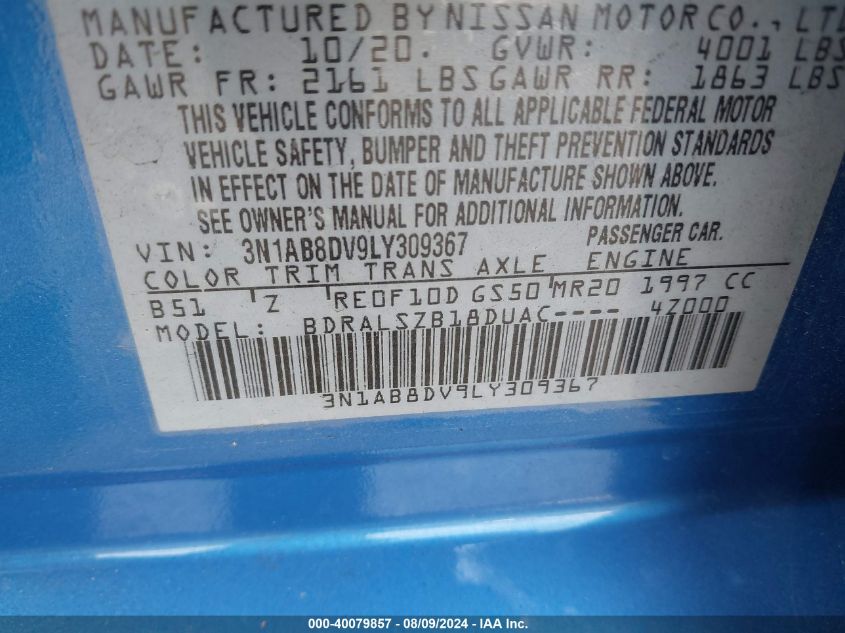 MANUFACTURED BY NISSAN MOTOR CO., LTD
DATE: 10/20. GVWR: 4001 LBS
GAWR FR: 2161 LBS GAWR RR: 1863 LBS
THIS VEHICLE CONFORMS TO ALL APPLICABLE FEDERAL MOTOR
VEHICLE SAFETY, BUMPER AND THEFT PREVENTION STANDARDS
IN EFFECT ON THE DATE OF MANUFACTURE SHOWN ABOVE.
SEE OWNER'S MANUAL FOR ADDITIONAL INFORMATION.
VIN: 3N1AB8DV9LY309367 PASSENGER CAR.
COLOR TRIM TRANS AXLE ENGINE
B51 Z RE0F10D GS50 MR20 1997 CC
MODEL: BDRALSZB18DUAC---- 4Z000
3N1AB8DV9LY309367
000-40079857 - 08/09/2024 - IAA Inc.